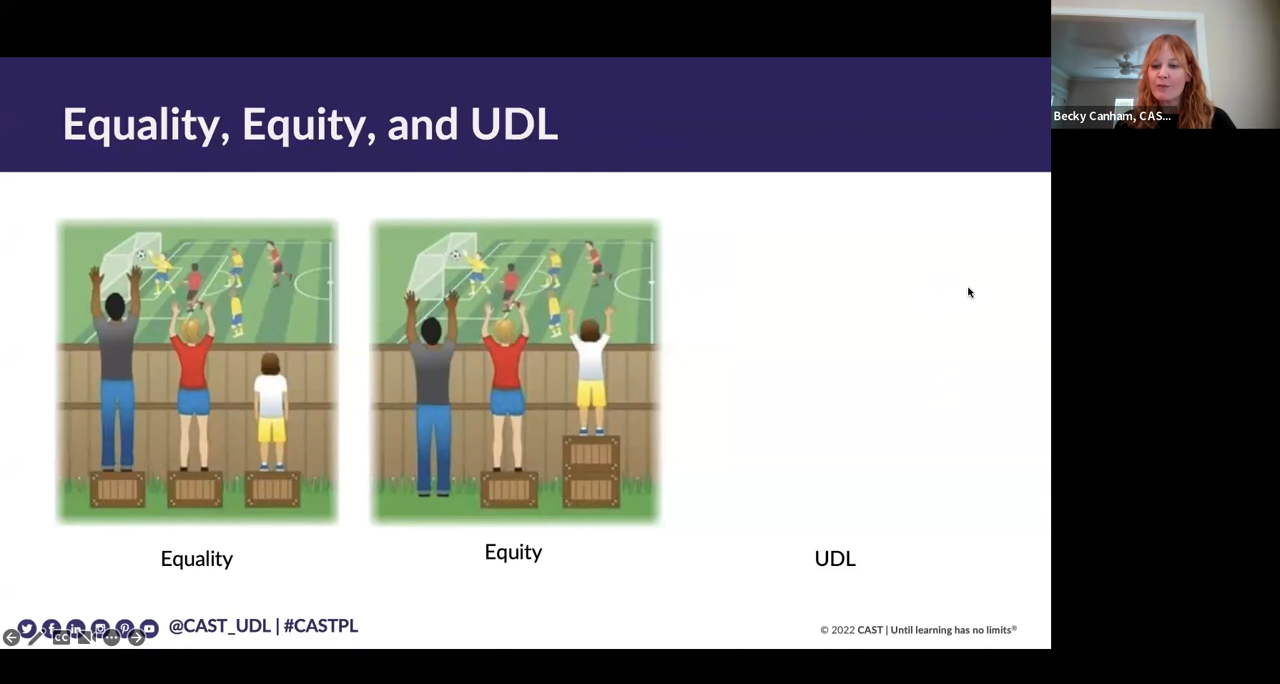 Equality, Equity, and UDL
Becky Canham, CAS...
Equality
Equity
UDL
@CAST_UDL | #CASTPL
CC
© 2022 CAST | Until learning has no limits®